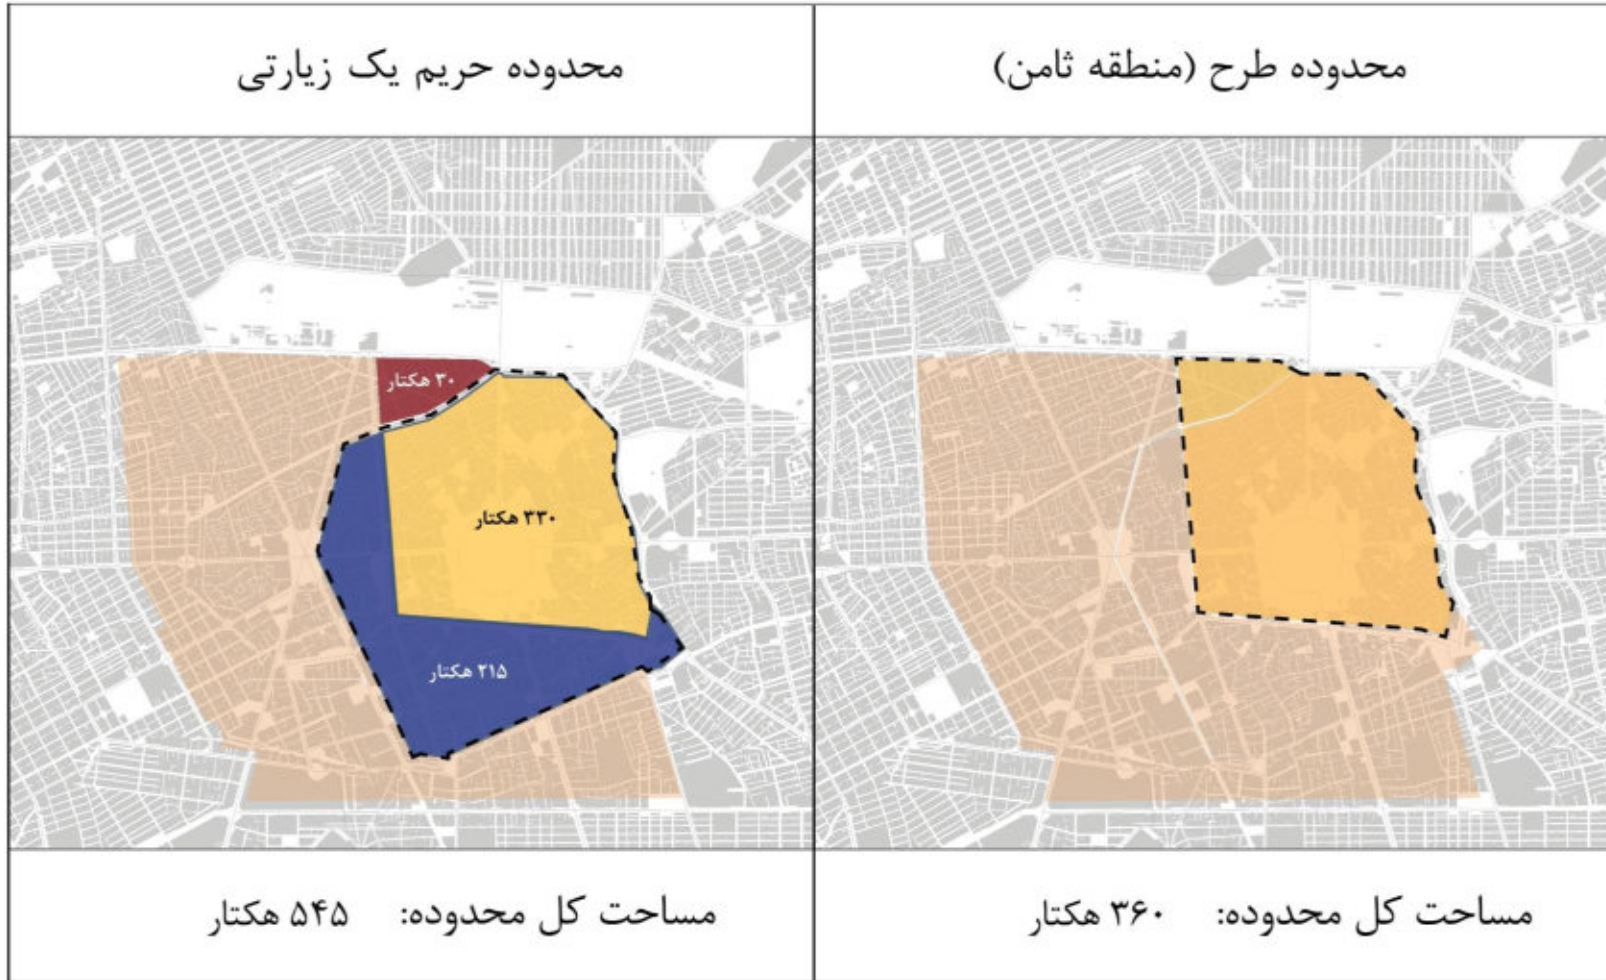 محدوده طرح (منطقه ثامن)
محدوده حریم یک زیارتی
۳۰ هکتار
۳۳۰ هکتار
۲۱۵ هکتار
مساحت کل محدوده: ۳۶۰ هکتار
مساحت کل محدوده: ۵۴۵ هکتار